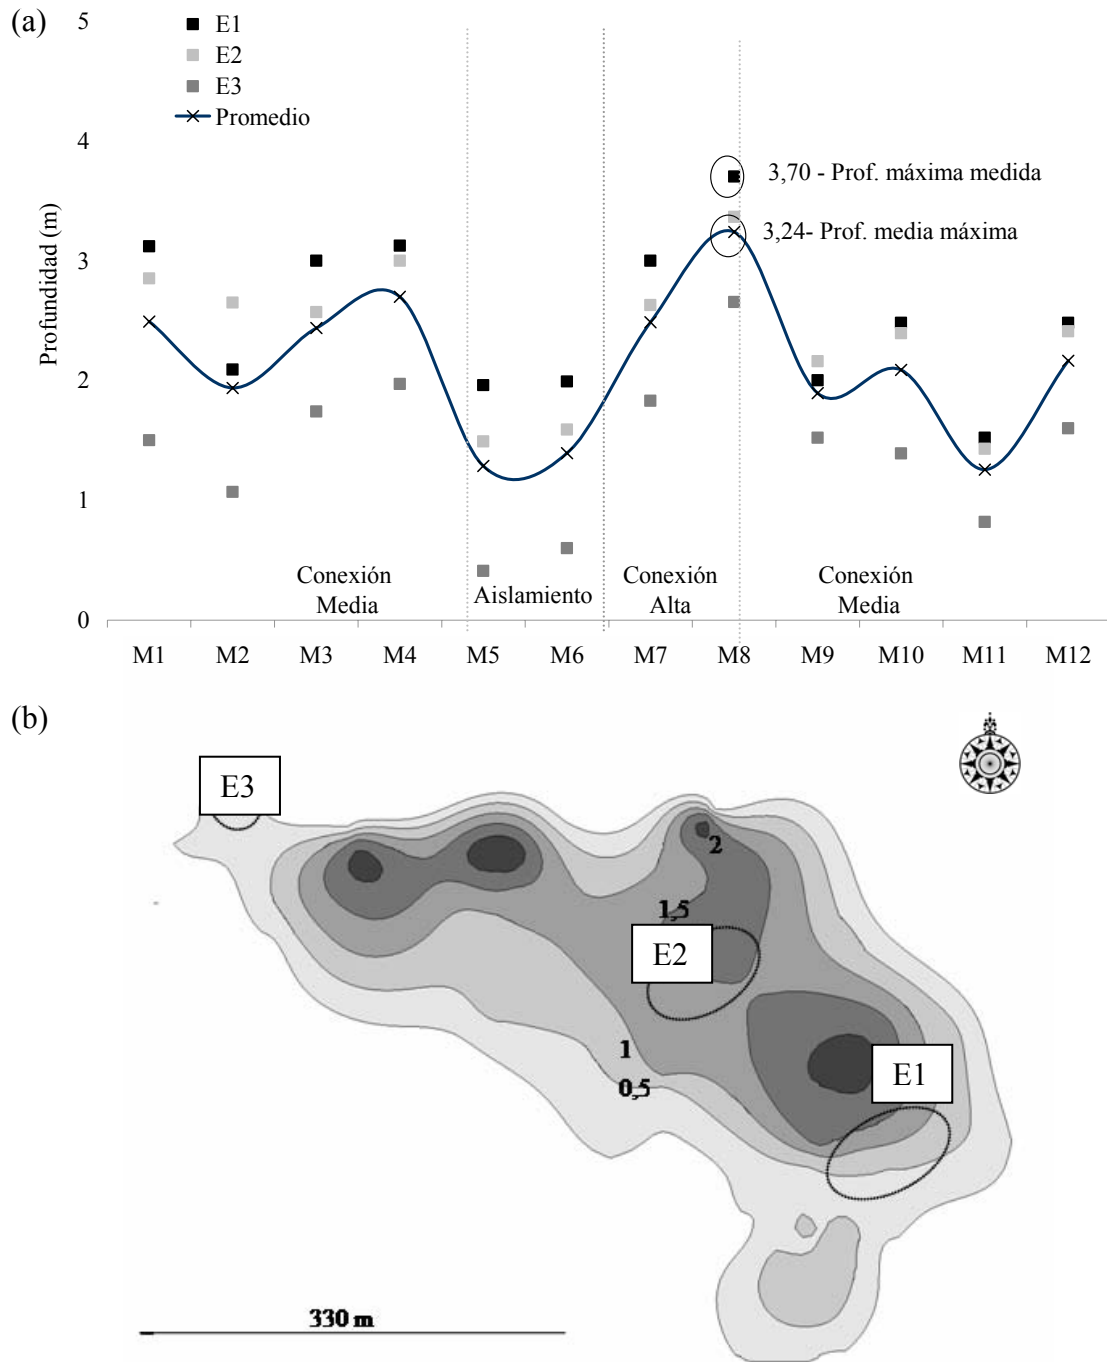 (a)
5
E1
E2
E3
Promedio
4
3,70 - Prof. máxima medida
3,24- Prof. media máxima
3
Profundidad (m)
2
1
Conexión
Media
Aislamiento
Conexión
Alta
Conexión
Media
0
M1 M2 M3 M4 M5 M6 M7 M8 M9 M10 M11 M12
(b)
E3
2
1,5
E2
1
E1
0,5
330 m